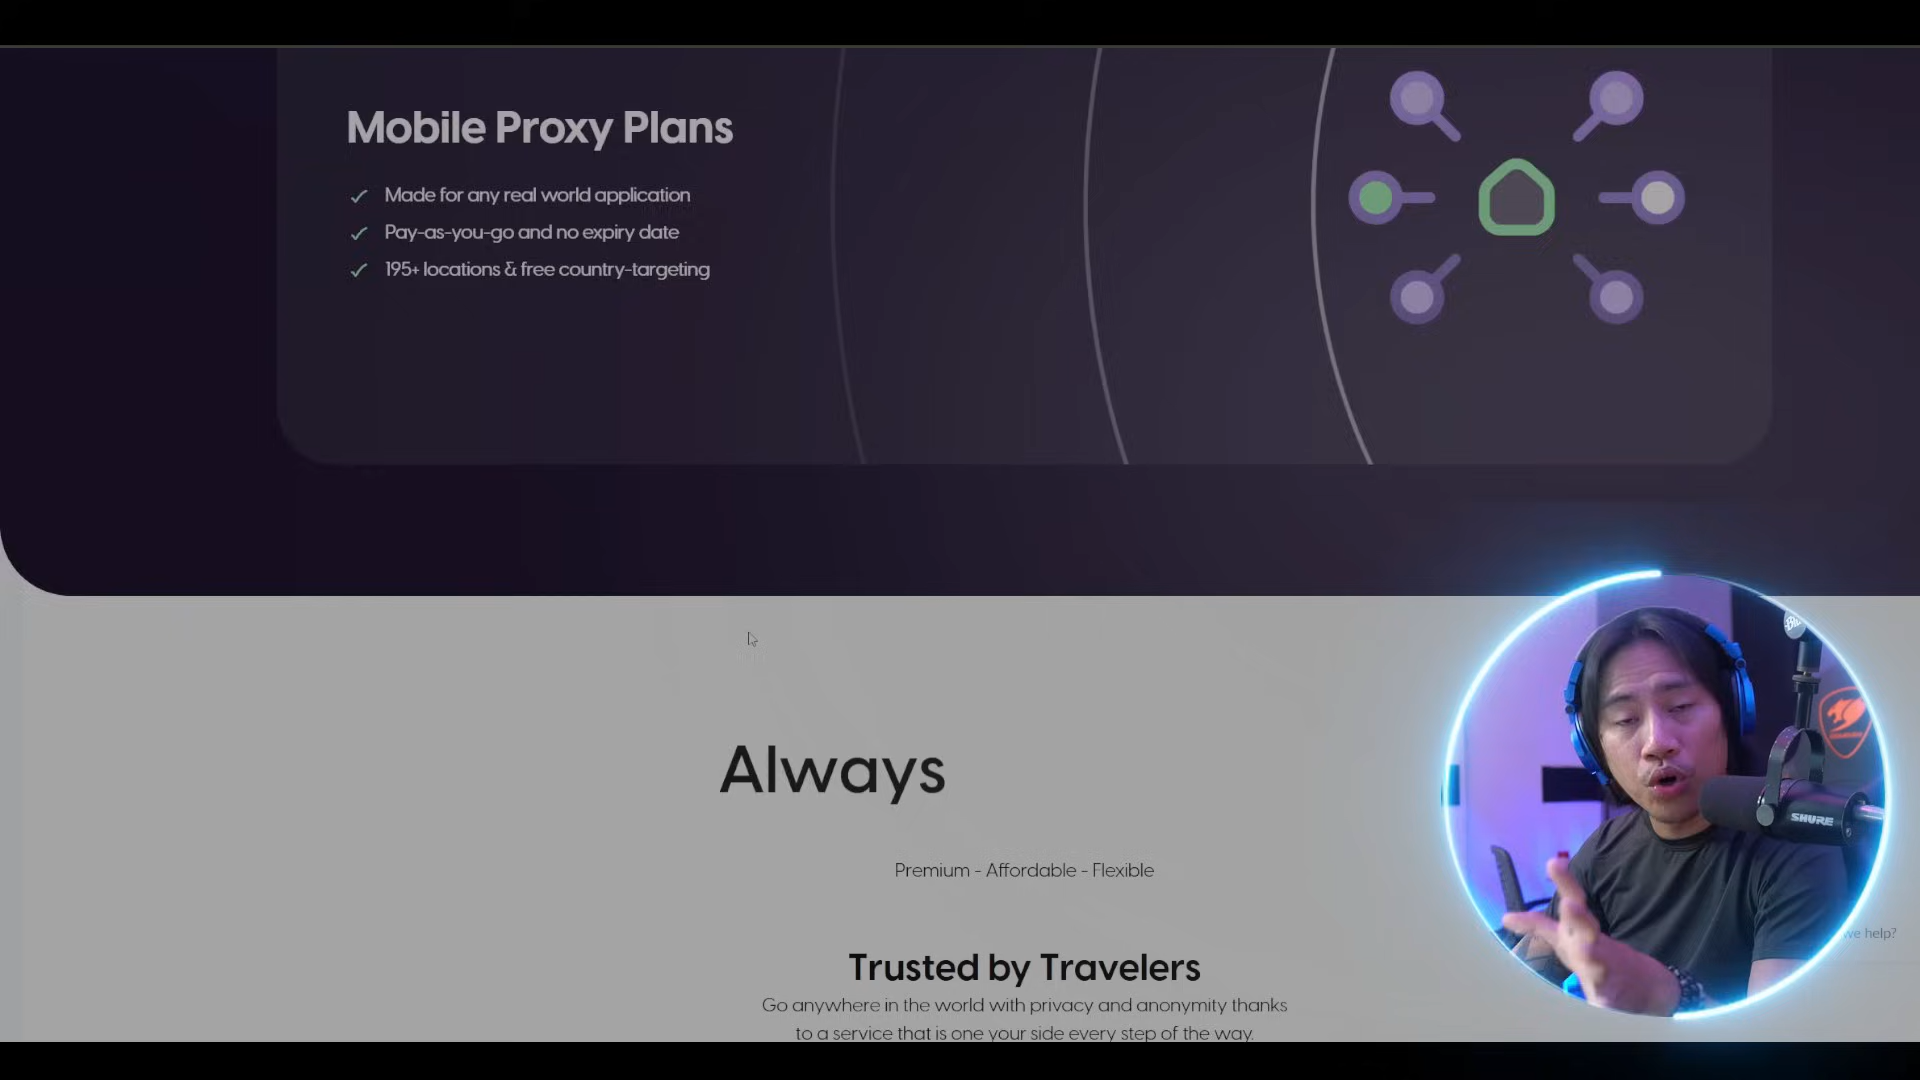 Mobile Proxy Plans
Made for any real world application
Pay-as-you-go and no expiry date
195+ locations & free country-targeting
Always
Premium - Affordable - Flexible
we help?
Trusted by Travelers
Go anywhere in the world with privacy and anonymity thanks
to a service that is one your side every step of the way.
SHURE